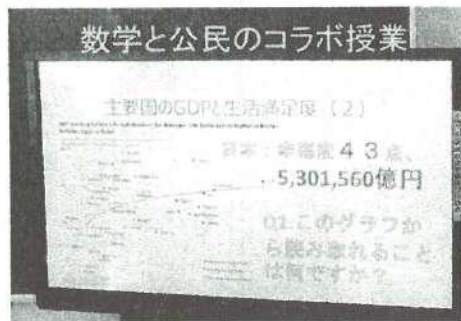 数学と公民のコラボ授業
主要国のGDPと生活満足度（2）
日本：幸福度43点、
5,301,560億円
Q1このグラフか
ら読み取れること
は何ですか？